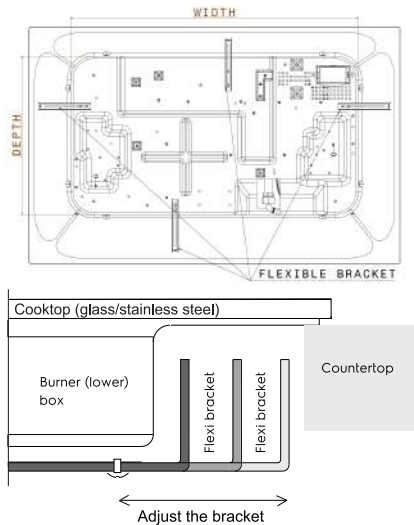 WIDTH
DEPTH
FLEXIBLE BRACKET
Cooktop (glass/stainless steel)
Burner (lower)
box
Flexi bracket
Flexi bracket
Countertop
Adjust the bracket